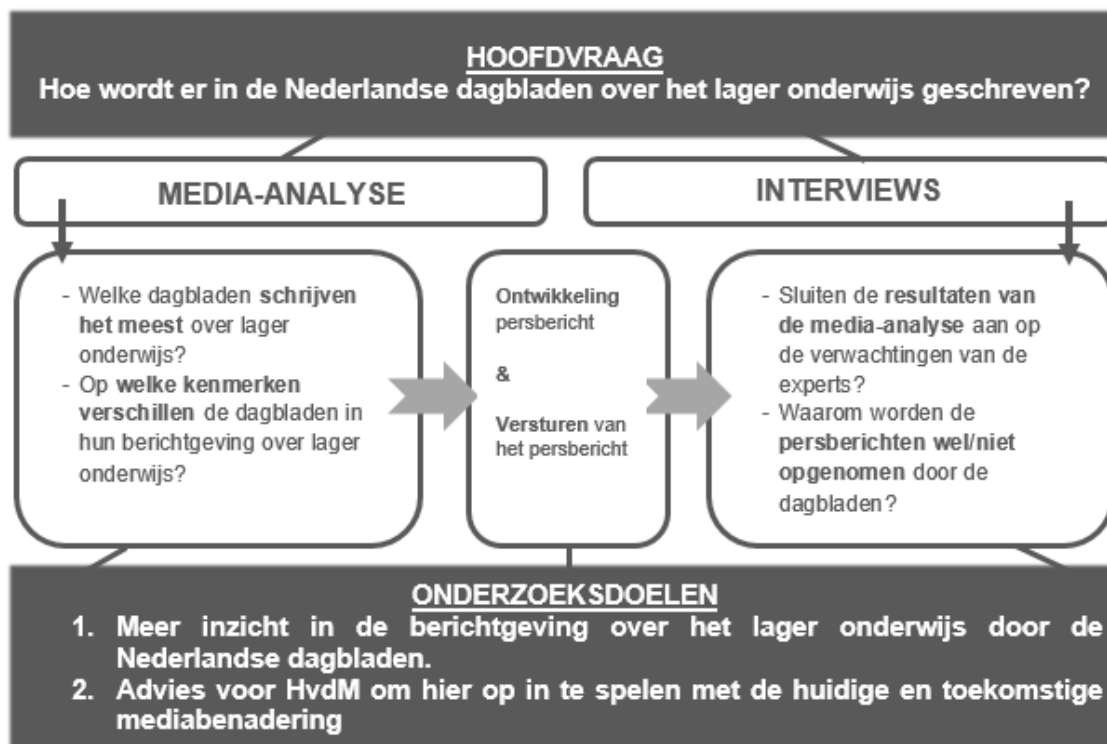 HOOFDVRAAG
Hoe wordt er in de Nederlandse dagbladen over het lager onderwijs geschreven?
MEDIA-ANALYSE
INTERVIEWS
- Welke dagbladen schrijven
het meest over lager
onderwijs?
- Op welke kenmerken
verschillen de dagbladen in
hun berichtgeving over lager
onderwijs?
Ontwikkeling
persbericht
&
Versturen van
het persbericht
- Sluiten de resultaten van
de media-analyse aan op
de verwachtingen van de
experts?
- Waarom worden de
persberichten wel/niet
opgenomen door de
dagbladen?
ONDERZOEKSDOELEN
1. Meer inzicht in de berichtgeving over het lager onderwijs door de
Nederlandse dagbladen.
2. Advies voor HvdM om hier op in te spelen met de huidige en toekomstige
mediabenadering